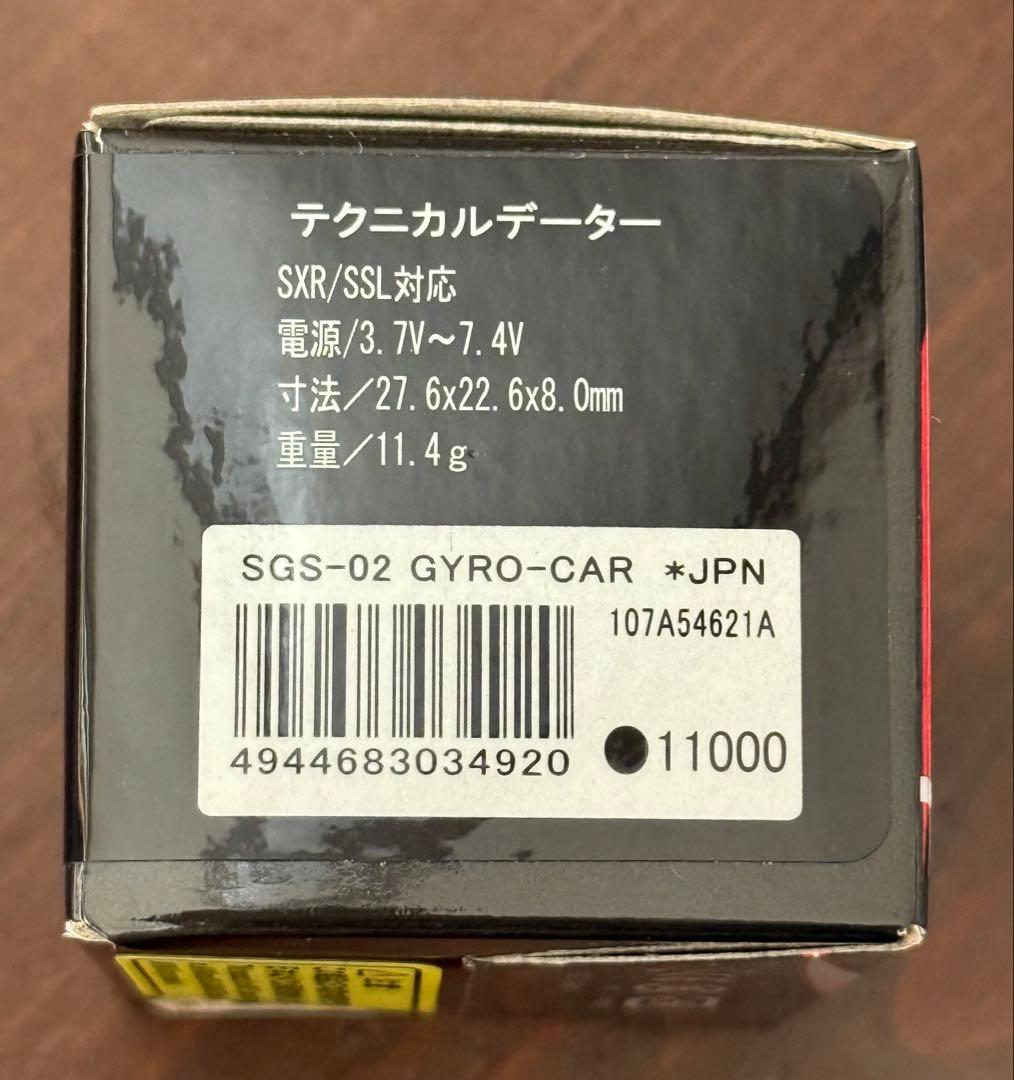 テクニカルデーター
SXR/SSL対応
電源/3.7V～7.4V
寸法／27.6x22.6x8.0mm
重量／11.4g
SGS-02 GYRO-CAR *JPN
107A54621A
4944683034920
●11000